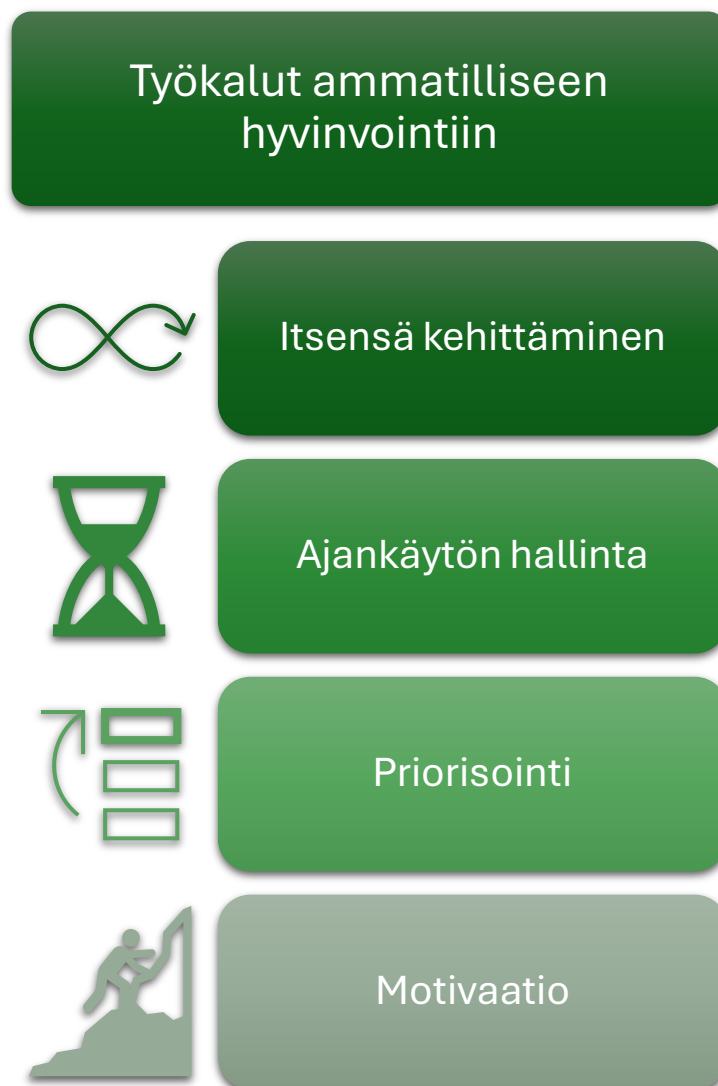 Työkalut ammatilliseen
hyvinvointiin
Itsensä kehittäminen
Ajankäytön hallinta
Priorisointi
Motivaatio